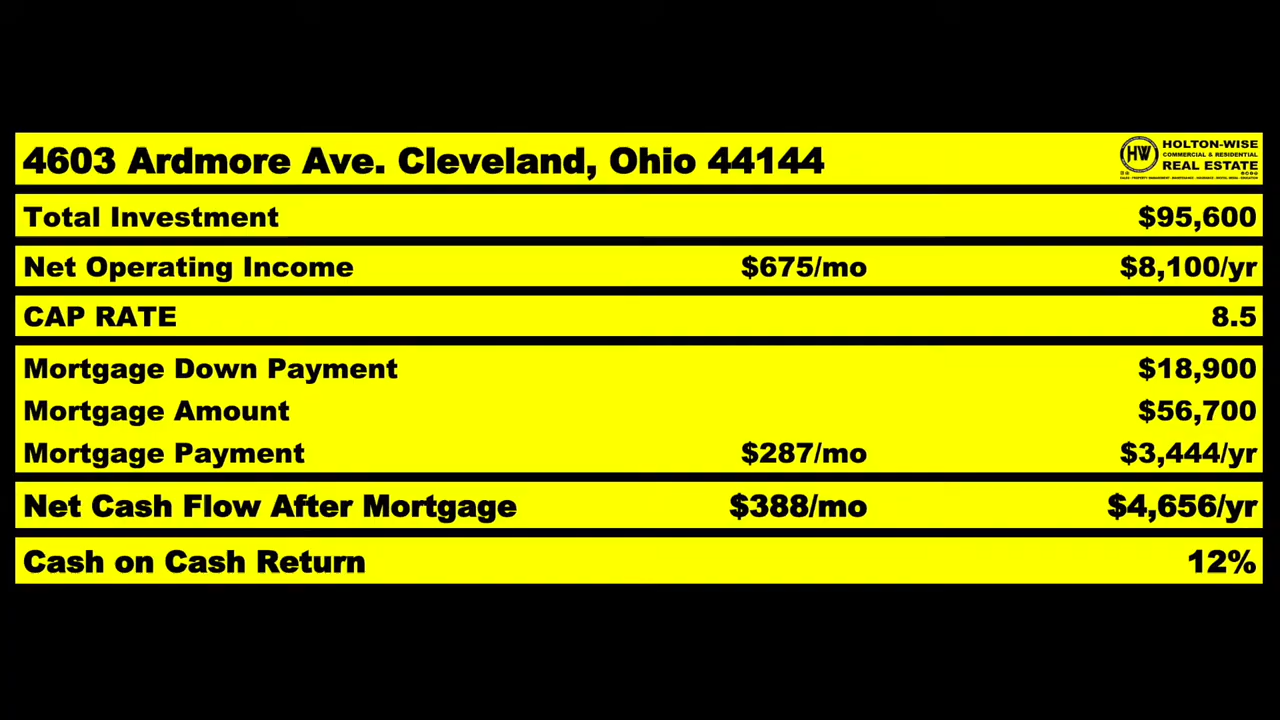 4603 Ardmore Ave. Cleveland, Ohio 44144
HW
HOLTON-WISE
COMMERCIAL & RESIDENTIAL
REAL ESTATE
Total Investment $95,600
Net Operating Income $675/mo $8,100/yr
CAP RATE 8.5
Mortgage Down Payment $18,900
Mortgage Amount $56,700
Mortgage Payment $287/mo $3,444/yr
Net Cash Flow After Mortgage $388/mo $4,656/yr
Cash on Cash Return 12%